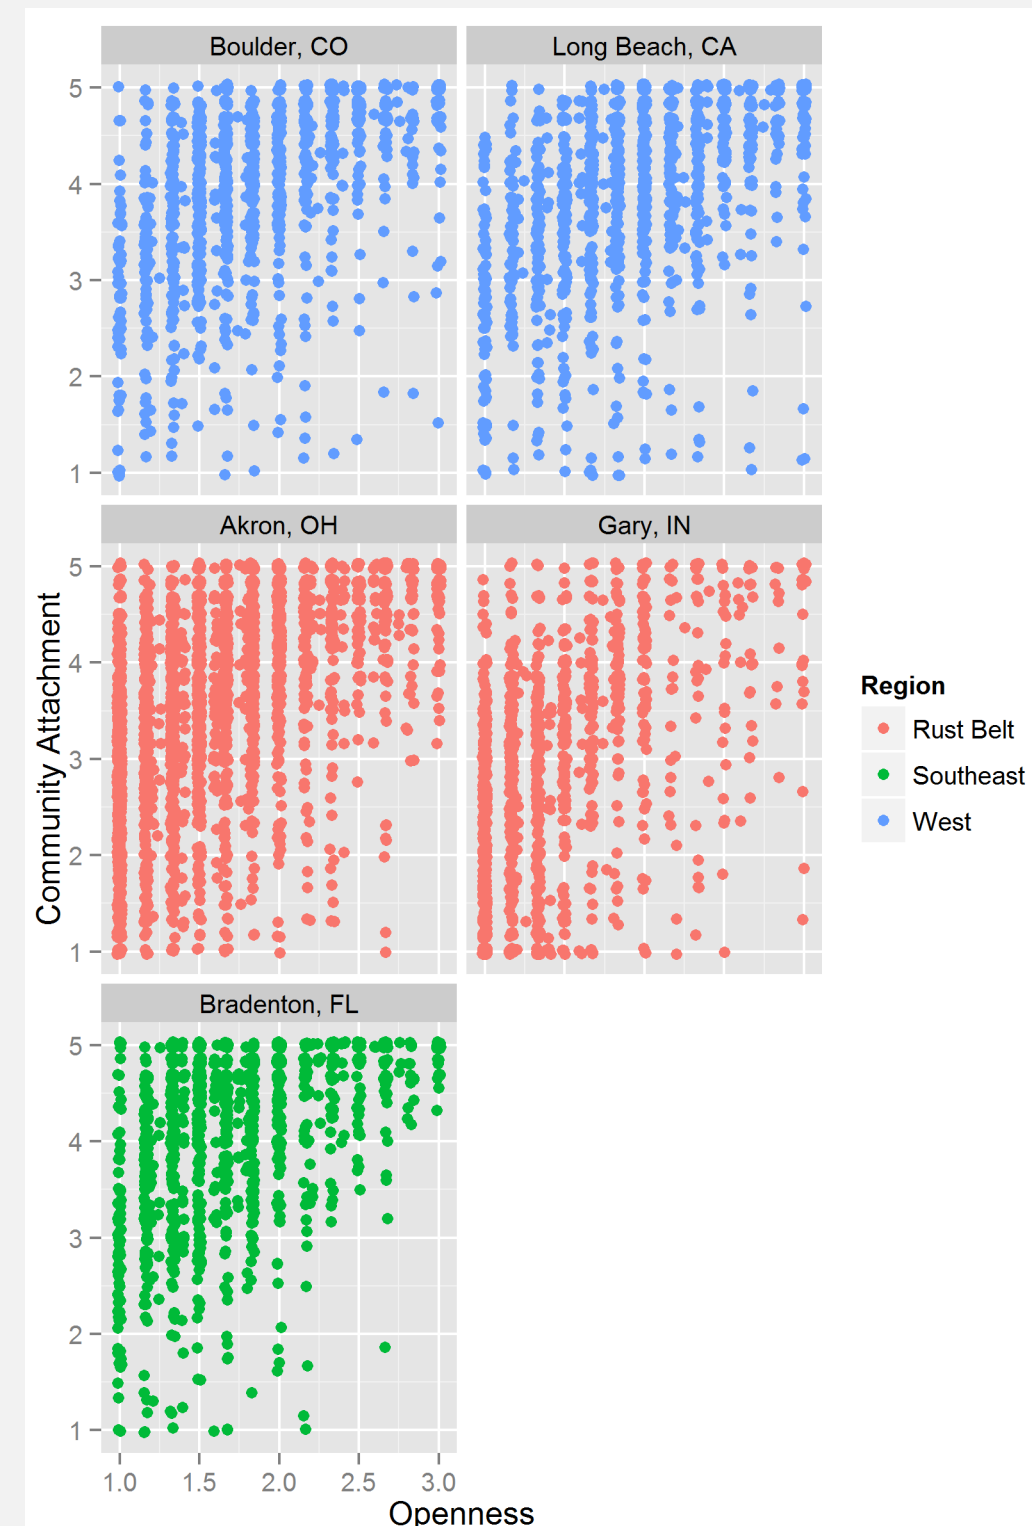 Boulder, CO
Long Beach, CA
5
4
3
2
1
Akron, OH
Gary, IN
5
4
3
2
1
Community Attachment
Region
Rust Belt
Southeast
West
Bradenton, FL
5
4
3
2
1
1.0 1.5 2.0 2.5 3.0
Openness